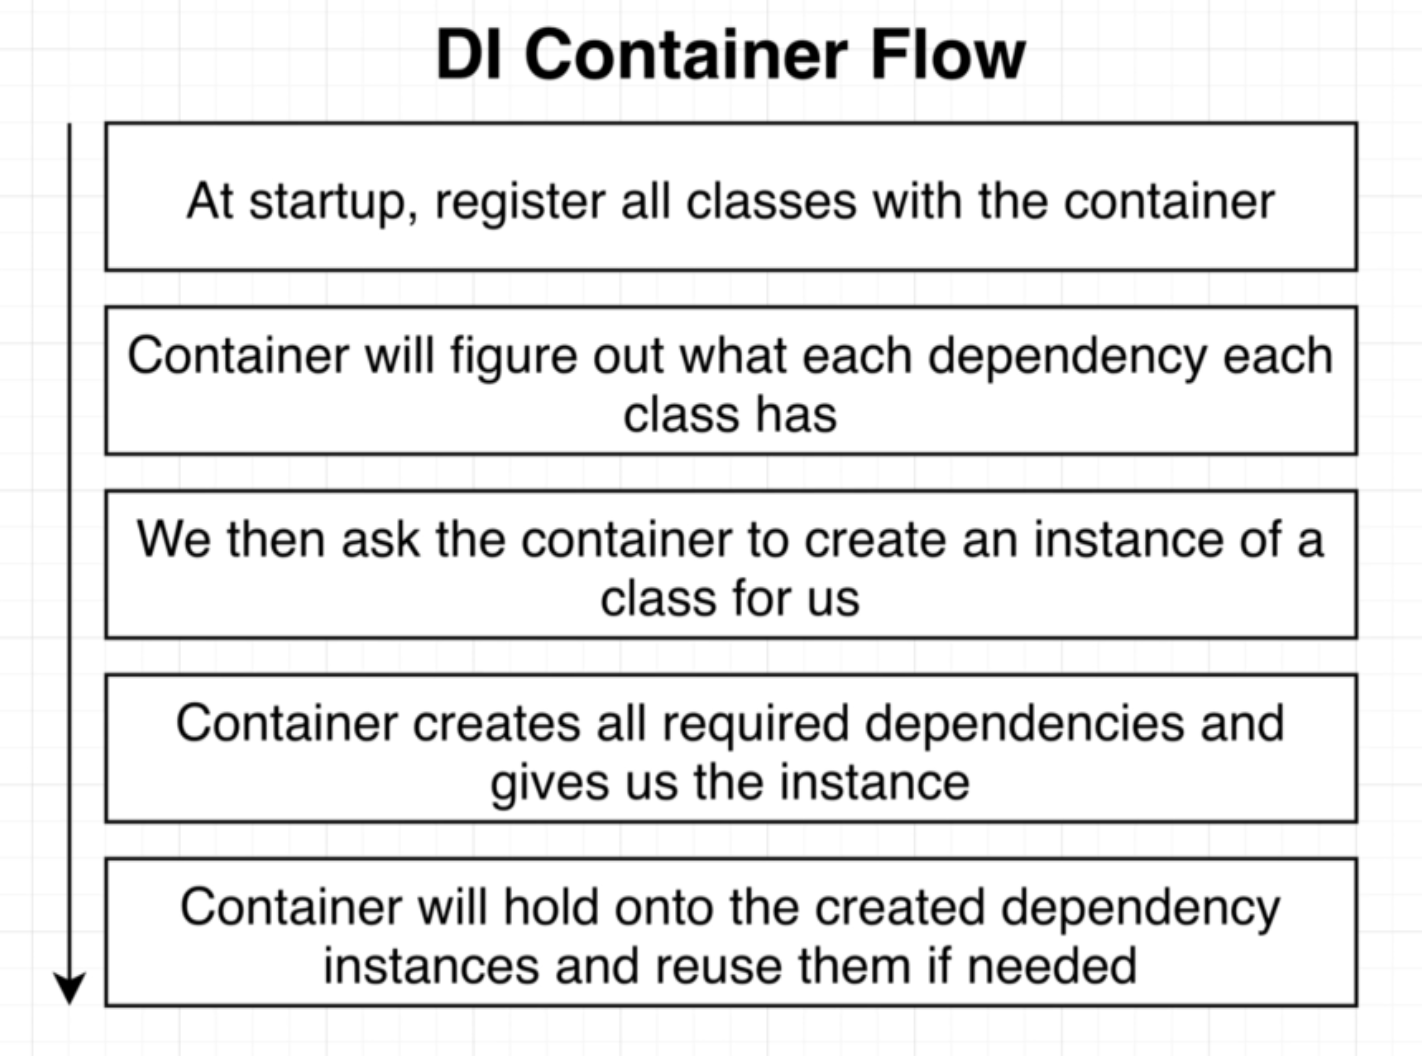 DI Container Flow
At startup, register all classes with the container
Container will figure out what each dependency each
class has
We then ask the container to create an instance of a
class for us
Container creates all required dependencies and
gives us the instance
Container will hold onto the created dependency
instances and reuse them if needed